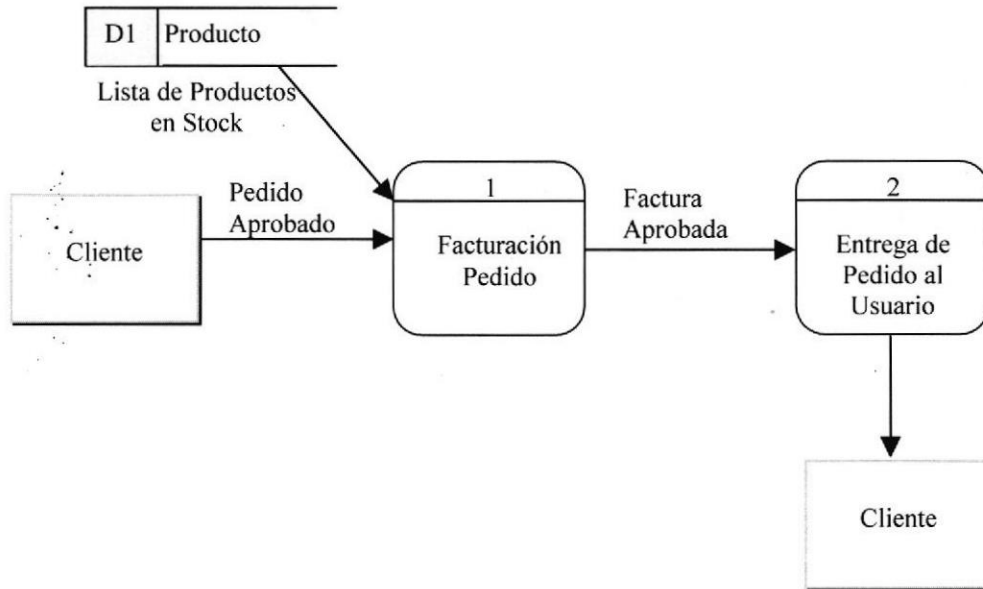 D1 Producto
Lista de Productos
en Stock
Cliente
Pedido
Aprobado
1
Facturación
Pedido
Factura
Aprobada
2
Entrega de
Pedido al
Usuario
Cliente